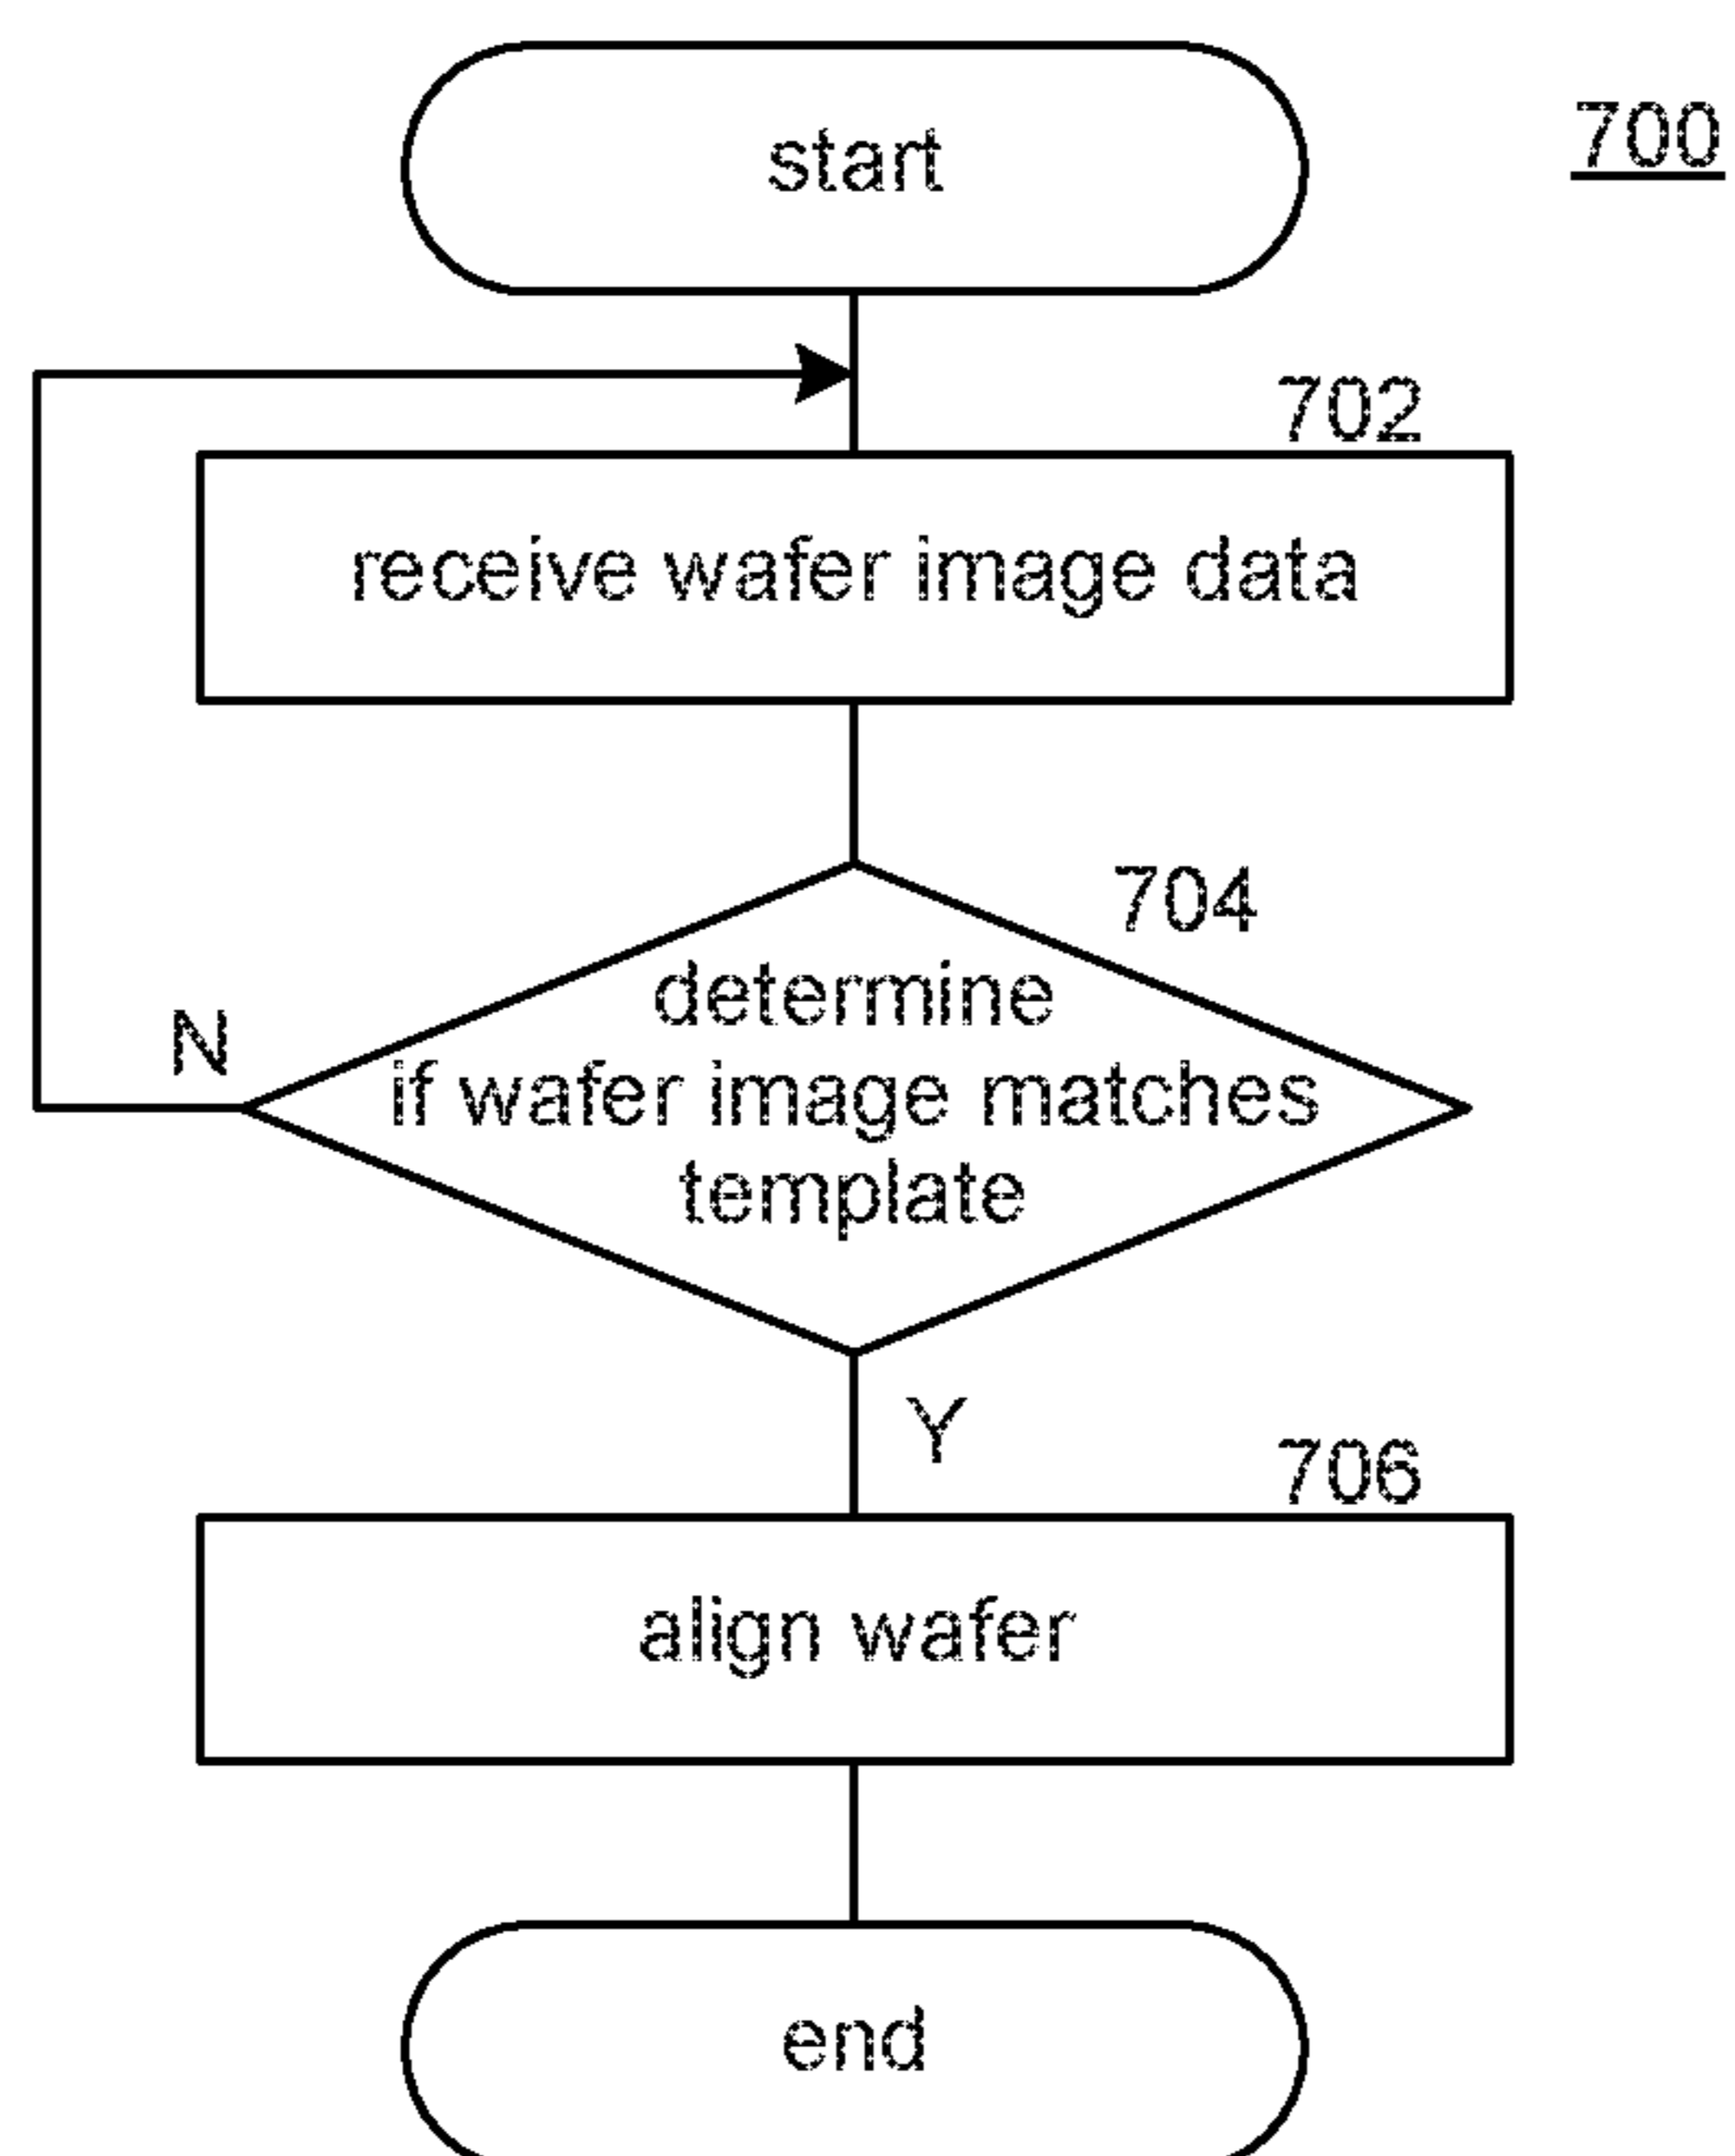 start
700
702
receive wafer image data
704
determine
if wafer image matches
template
N
Y
706
align wafer
end